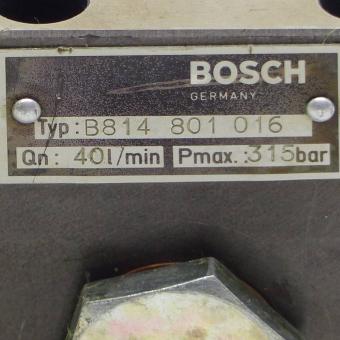 BOSCH
GERMANY
Typ: B814 801 016
Qn: 40l/min Pmax.: 315bar